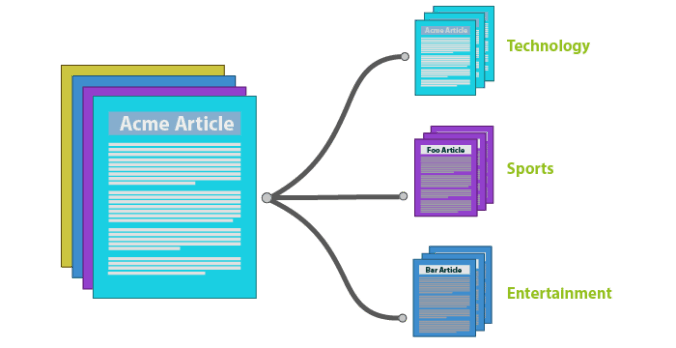 Acme Article
Acme Article
Technology
Foo Article
Sports
Bar Article
Entertainment